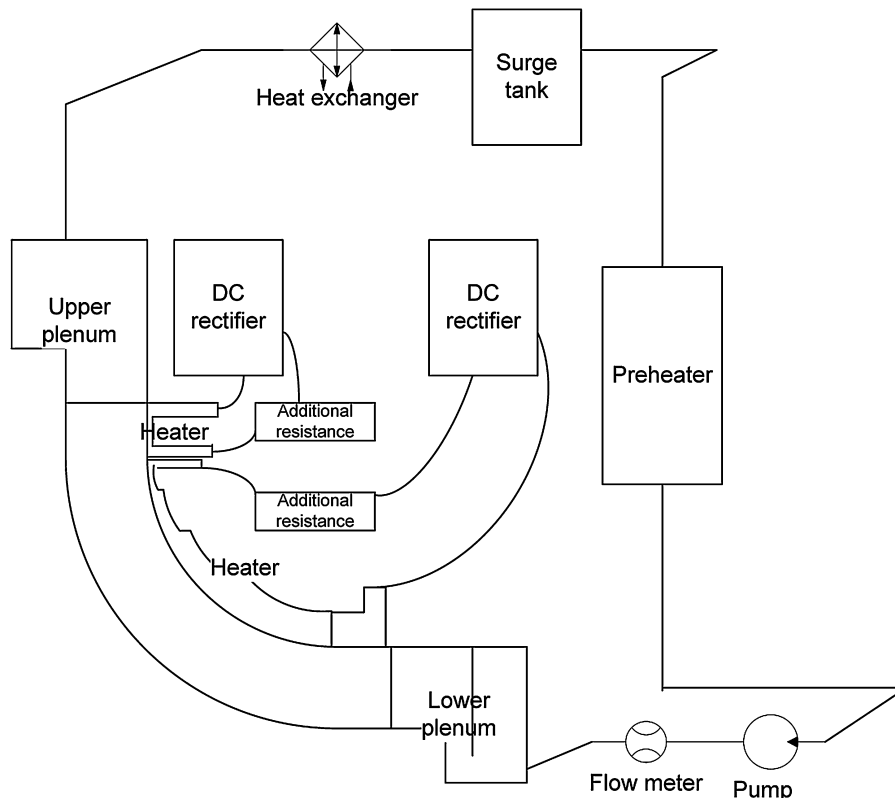 Heat exchanger
Surge
tank
Upper
plenum
DC
rectifier
DC
rectifier
Preheater
Heater
Additional
resistance
Additional
resistance
Heater
Lower
plenum
Flow meter
Pump